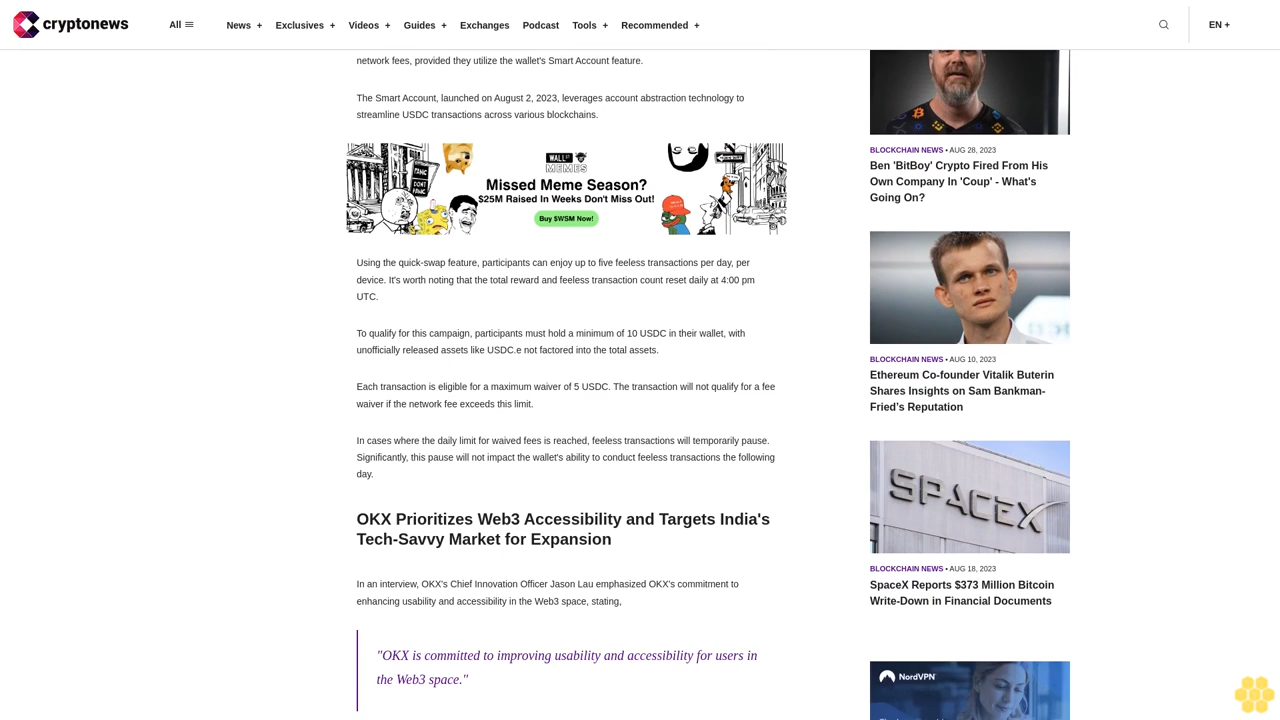 cryptonews
All
News +
Exclusives +
Videos +
Guides +
Exchanges
Podcast
Tools +
Recommended +
EN +
network fees, provided they utilize the wallet's Smart Account feature.
The Smart Account, launched on August 2, 2023, leverages account abstraction technology to
streamline USDC transactions across various blockchains.
PANIC
DON'T
PANIC
WALL ST
MEMES
Missed Meme Season?
$25M Raised In Weeks Don't Miss Out!
Buy $WSM Now!
Using the quick-swap feature, participants can enjoy up to five feeless transactions per day, per
device. It's worth noting that the total reward and feeless transaction count reset daily at 4:00 pm
UTC.
To qualify for this campaign, participants must hold a minimum of 10 USDC in their wallet, with
unofficially released assets like USDC.e not factored into the total assets.
Each transaction is eligible for a maximum waiver of 5 USDC. The transaction will not qualify for a fee
waiver if the network fee exceeds this limit.
In cases where the daily limit for waived fees is reached, feeless transactions will temporarily pause.
Significantly, this pause will not impact the wallet's ability to conduct feeless transactions the following
day.
OKX Prioritizes Web3 Accessibility and Targets India's
Tech-Savvy Market for Expansion
In an interview, OKX's Chief Innovation Officer Jason Lau emphasized OKX's commitment to
enhancing usability and accessibility in the Web3 space, stating,
"OKX is committed to improving usability and accessibility for users in
the Web3 space."
BLOCKCHAIN NEWS • AUG 28, 2023
Ben 'BitBoy' Crypto Fired From His
Own Company In 'Coup' - What's
Going On?
BLOCKCHAIN NEWS • AUG 10, 2023
Ethereum Co-founder Vitalik Buterin
Shares Insights on Sam Bankman-
Fried's Reputation
SPACEX
BLOCKCHAIN NEWS • AUG 18, 2023
SpaceX Reports $373 Million Bitcoin
Write-Down in Financial Documents
NordVPN